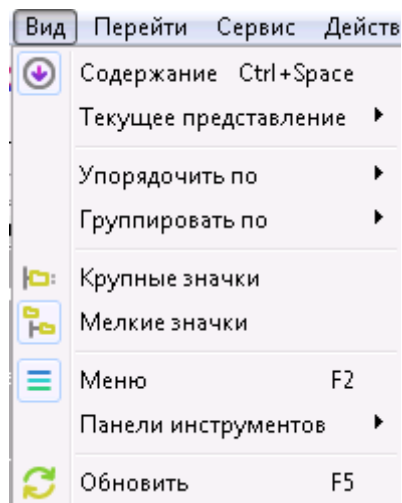 Вид Перейти Сервис Действ
Содержание Ctrl+Space
Текущее представление
Упорядочить по
Группировать по
Крупные значки
Мелкие значки
Меню F2
Панели инструментов
Обновить F5